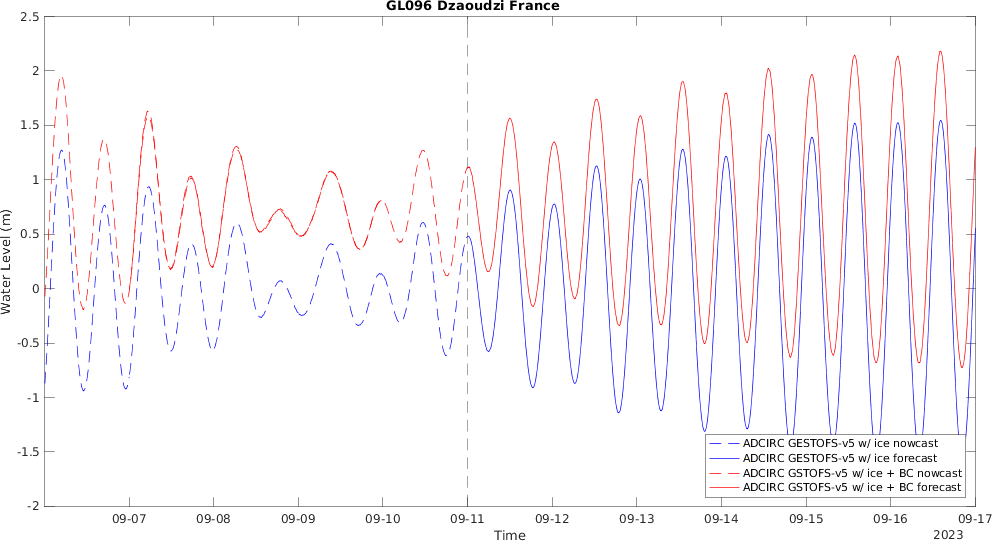 GL096 Dzaoudzi France
2.5
2
1.5
1
0.5
0
-0.5
-1
-1.5
-2
Water Level (m)
ADCIRC GESTOFS-v5 w/ ice nowcast
ADCIRC GESTOFS-v5 w/ ice forecast
ADCIRC GSTOFS-v5 w/ ice + BC nowcast
ADCIRC GSTOFS-v5 w/ ice + BC forecast
09-07 09-08 09-09 09-10 09-11 09-12 09-13 09-14 09-15 09-16 09-17
Time
2023